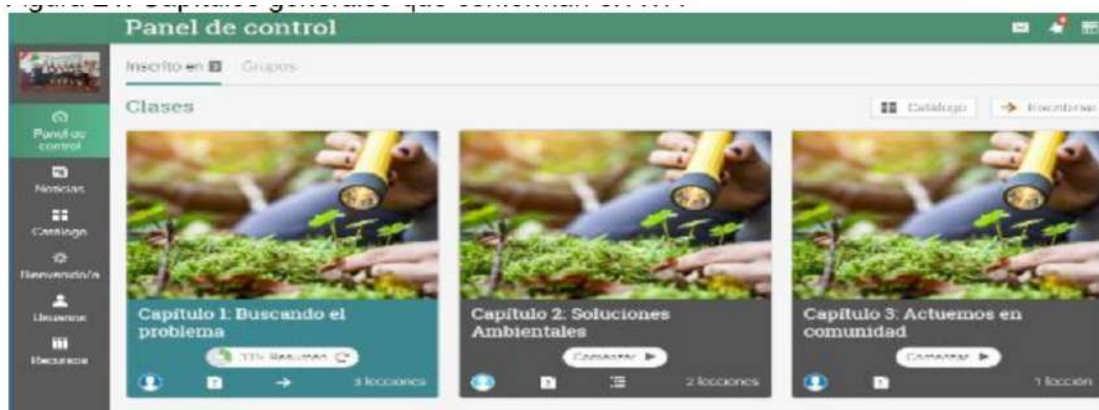 Panel de control
Inscrito en 3 Grupos
Clases
Catálogo
Panel de
control
Noticias
Catálogo
Bienvenido/a
Usuarios
Recursos
Capítulo 1: Buscando el
problema
Resumen
3 lecciones
Capítulo 2: Soluciones
Ambientales
Comenzar
2 lecciones
Capítulo 3: Actuemos en
comunidad
Comenzar
1 lección